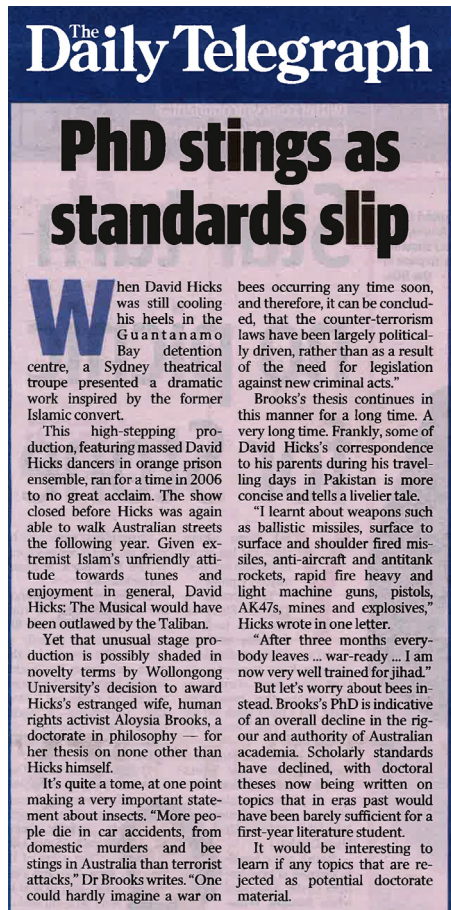 The
Daily Telegraph
PhD stings as
standards slip
When David Hicks
was still cooling
his heels in the
Guantanamo
Bay detention
centre, a Sydney theatrical
troupe presented a dramatic
work inspired by the former
Islamic convert.
This high-stepping pro-
duction, featuring massed David
Hicks dancers in orange prison
ensemble, ran for a time in 2006
to no great acclaim. The show
closed before Hicks was again
able to walk Australian streets
the following year. Given ex-
tremist Islam's unfriendly atti-
tude towards tunes and
enjoyment in general, David
Hicks: The Musical would have
been outlawed by the Taliban.
Yet that unusual stage pro-
duction is possibly shaded in
novelty terms by Wollongong
University's decision to award
Hicks's estranged wife, human
rights activist Aloysia Brooks, a
doctorate in philosophy — for
her thesis on none other than
Hicks himself.
It's quite a tome, at one point
making a very important state-
ment about insects. "More peo-
ple die in car accidents, from
domestic murders and bee
stings in Australia than terrorist
attacks," Dr Brooks writes. "One
could hardly imagine a war on
bees occurring any time soon,
and therefore, it can be conclud-
ed, that the counter-terrorism
laws have been largely political-
ly driven, rather than as a result
of the need for legislation
against new criminal acts."
Brooks's thesis continues in
this manner for a long time. A
very long time. Frankly, some of
David Hicks's correspondence
to his parents during his travel-
ling days in Pakistan is more
concise and tells a livelier tale.
"I learnt about weapons such
as ballistic missiles, surface to
surface and shoulder fired mis-
siles, anti-aircraft and antitank
rockets, rapid fire heavy and
light machine guns, pistols,
AK47s, mines and explosives,"
Hicks wrote in one letter.
"After three months every-
body leaves ... war-ready ... I am
now very well trained for jihad."
But let's worry about bees in-
stead. Brooks's PhD is indicative
of an overall decline in the rig-
our and authority of Australian
academia. Scholarly standards
have declined, with doctoral
theses now being written on
topics that in eras past would
have been barely sufficient for a
first-year literature student.
It would be interesting to
learn if any topics that are re-
jected as potential doctorate
material.